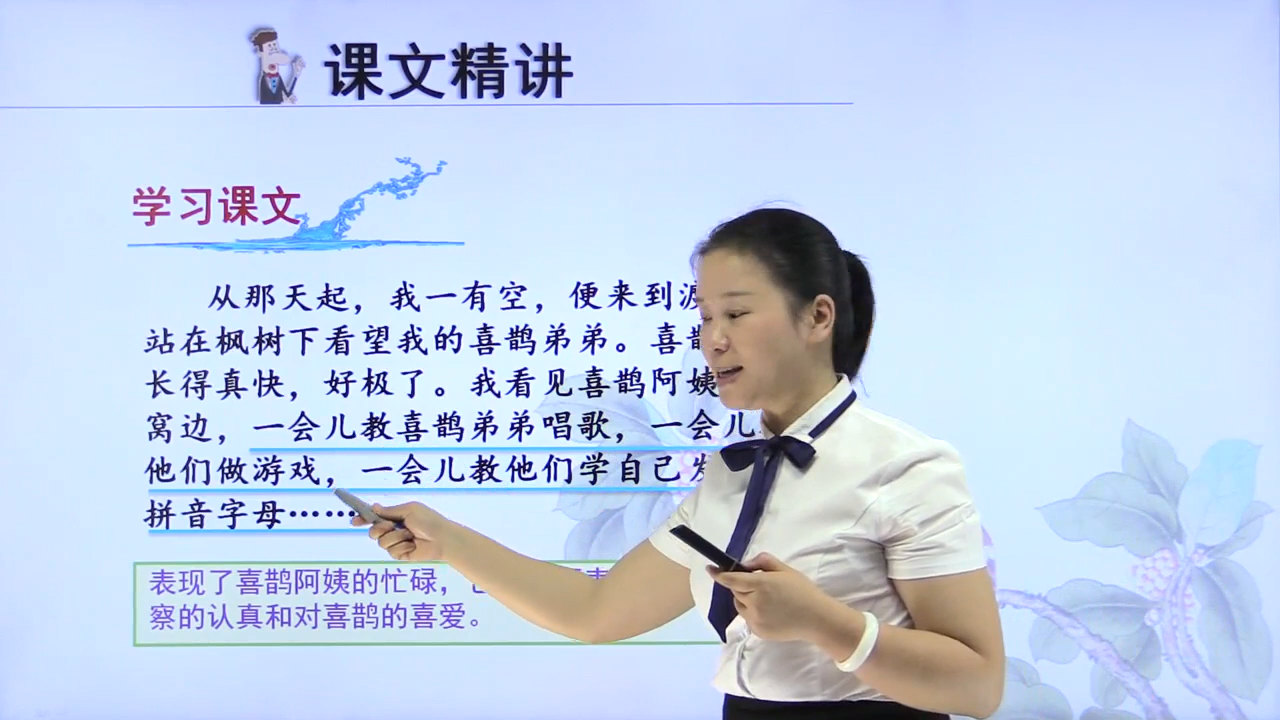 课文精讲
学习课文
从那天起，我一有空，便来到渡
站在枫树下看望我的喜鹊弟弟。喜鹊
长得真快，好极了。我看见喜鹊阿姨
窝边，一会儿教喜鹊弟弟唱歌，一会儿
他们做游戏，一会儿教他们学自己发
拼音字母……
表现了喜鹊阿姨的忙碌，
察的认真和对喜鹊的喜爱。